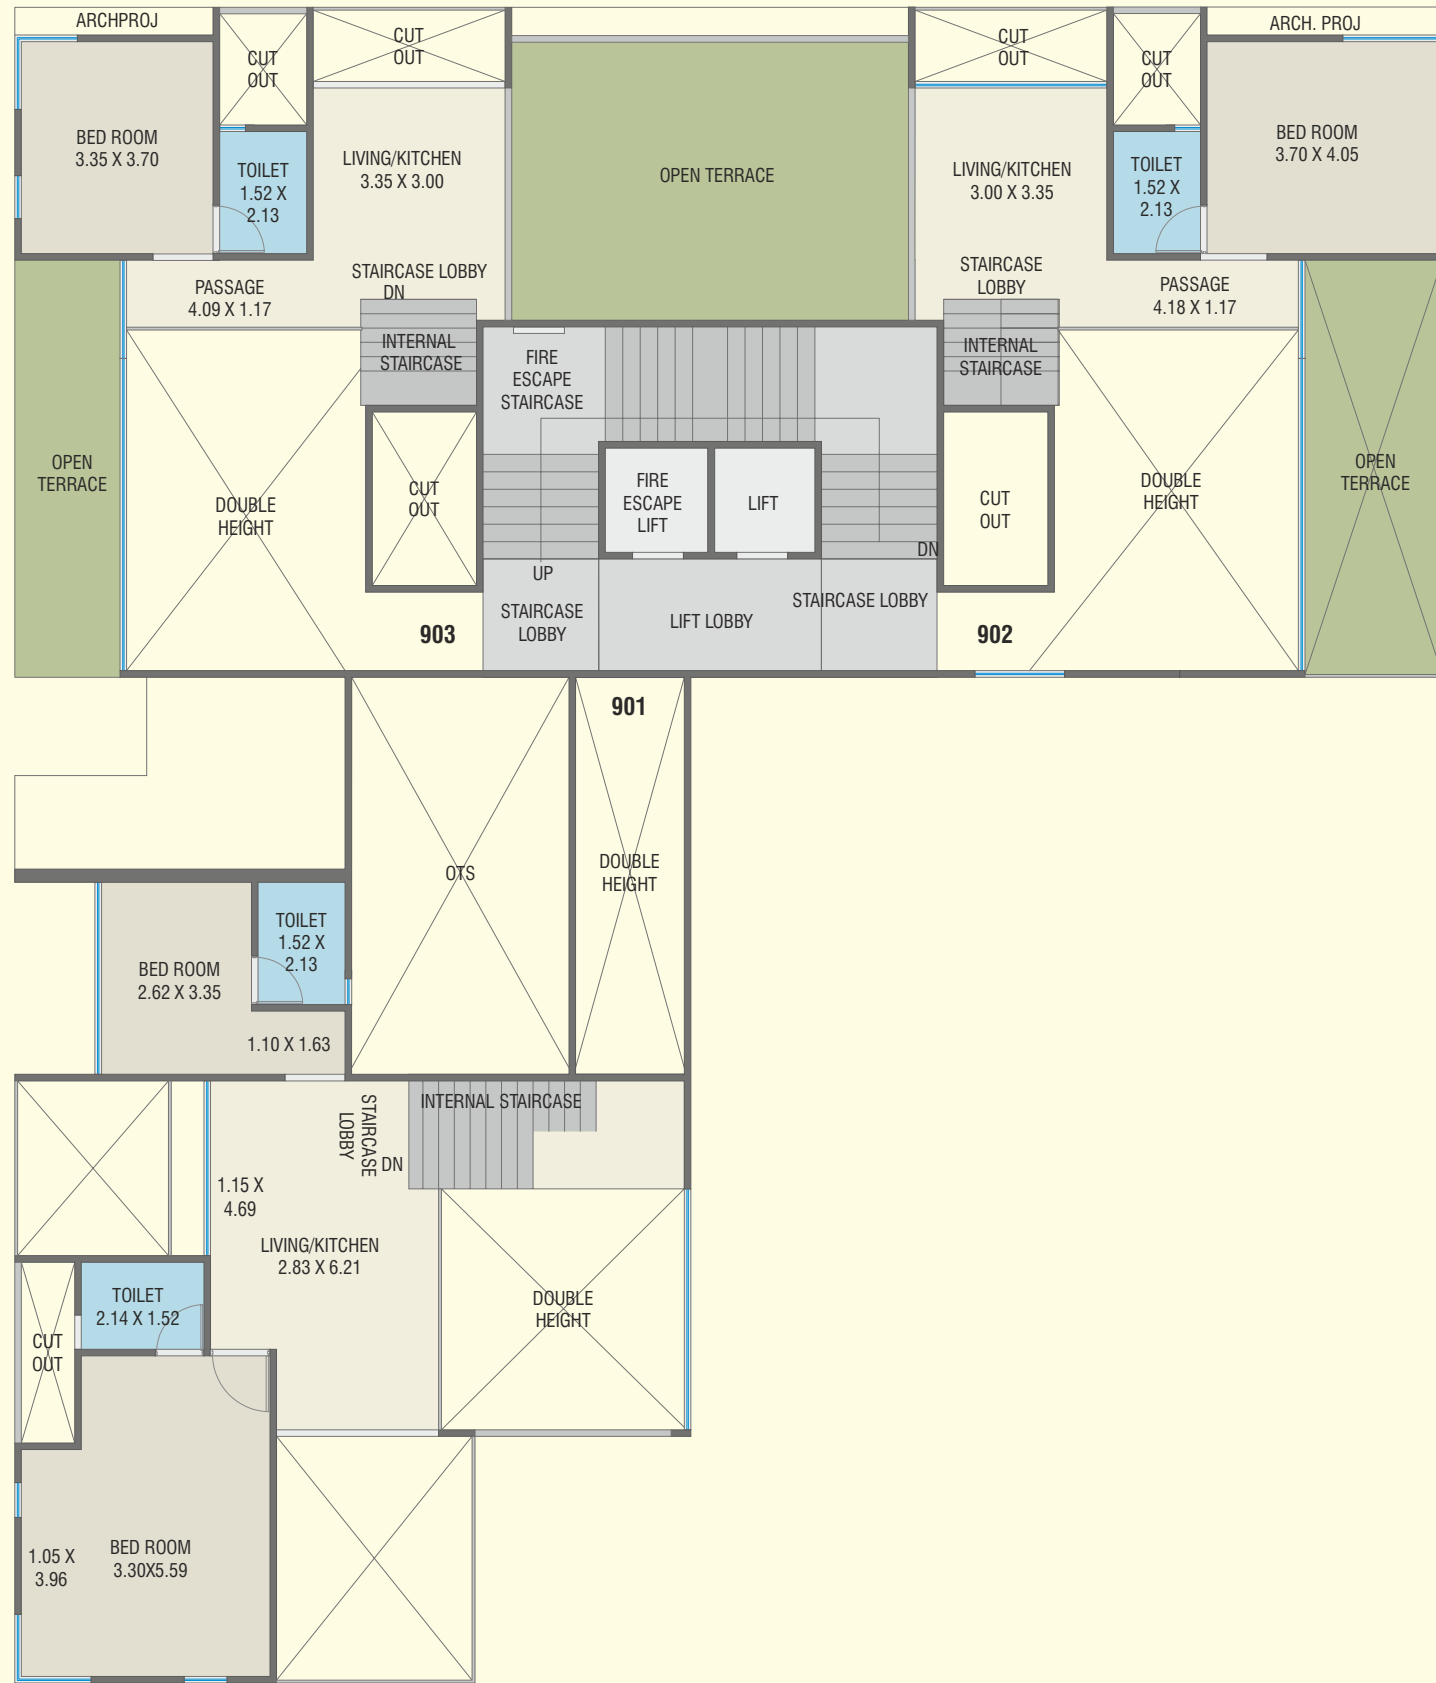 ARCHPROJ
CUT
OUT
CUT
OUT
CUT
OUT
CUT
OUT
ARCH. PROJ
BED ROOM
3.35 X 3.70
TOILET
1.52 X
2.13
LIVING/KITCHEN
3.35 X 3.00
OPEN TERRACE
LIVING/KITCHEN
3.00 X 3.35
TOILET
1.52 X
2.13
BED ROOM
3.70 X 4.05
STAIRCASE LOBBY
DN
PASSAGE
4.09 X 1.17
STAIRCASE
LOBBY
PASSAGE
4.18 X 1.17
INTERNAL
STAIRCASE
FIRE
ESCAPE
STAIRCASE
INTERNAL
STAIRCASE
OPEN
TERRACE
DOUBLE
HEIGHT
CUT
OUT
FIRE
ESCAPE
LIFT
LIFT
CUT
OUT
DOUBLE
HEIGHT
OPEN
TERRACE
DN
UP
STAIRCASE
LOBBY
LIFT LOBBY
STAIRCASE LOBBY
903
902
901
OTS
DOUBLE
HEIGHT
BED ROOM
2.62 X 3.35
TOILET
1.52 X
2.13
1.10 X 1.63
STAIRCASE
LOBBY
DN
INTERNAL STAIRCASE
1.15 X
4.69
LIVING/KITCHEN
2.83 X 6.21
DOUBLE
HEIGHT
TOILET
2.14 X 1.52
CUT
OUT
BED ROOM
3.30X5.59
1.05 X
3.96